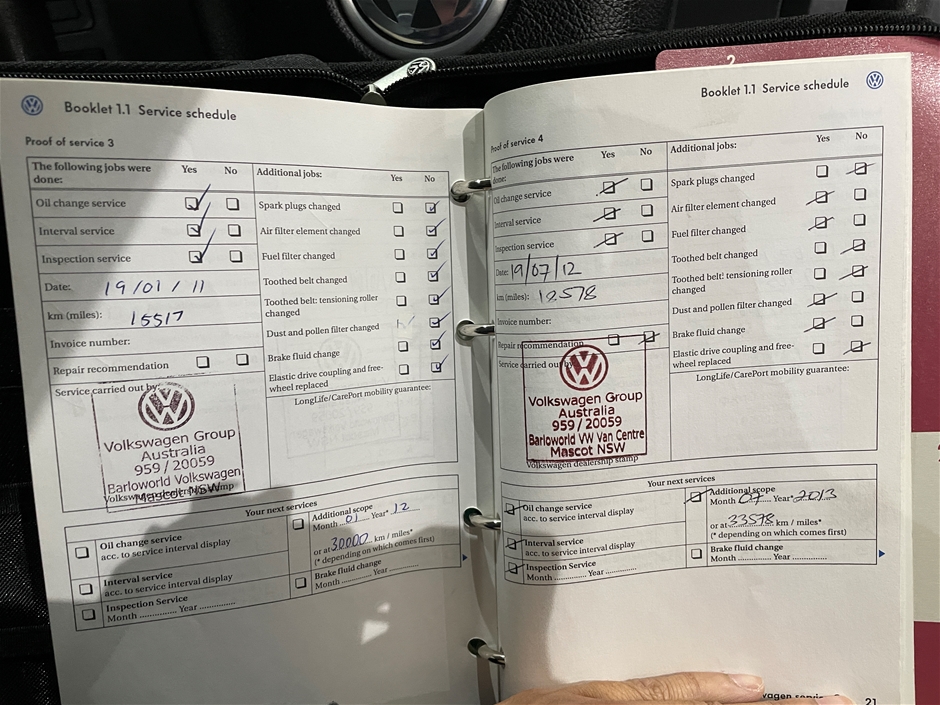 2
Booklet 1.1 Service schedule
Proof of service 3
The following jobs were done:
Yes No
Additional jobs:
Yes No
Oil change service
Interval service
Inspection service
Date: 19/01/11
km (miles): 15517
Invoice number:
Repair recommendation
Service carried out by:
Volkswagen Group
Australia
959 / 20059
Barloworld Volkswagen
Mascot NSW
Spark plugs changed
Air filter element changed
Fuel filter changed
Toothed belt changed
Toothed belt: tensioning roller
changed
Dust and pollen filter changed
Brake fluid change
Elastic drive coupling and free-
wheel replaced
LongLife/CarePort mobility guarantee:
Your next services
Oil change service
acc. to service interval display
Interval service
acc. to service interval display
Inspection Service
Month .............. Year ..............
Additional scope
Month 01 Year* 12
or at 30000 km / miles*
(* depending on which comes first)
Brake fluid change
Month .............. Year ..............
Booklet 1.1 Service schedule
Proof of service 4
The following jobs were
done:
Yes No
Additional jobs:
Yes No
Oil change service
Interval service
Inspection service
Date: 19/07/12
km (miles): 12578
Invoice number:
Repair recommendation
Service carried out by:
Volkswagen Group
Australia
959 / 20059
Barloworld VW Van Centre
Mascot NSW
Volkswagen dealership stamp
Spark plugs changed
Air filter element changed
Fuel filter changed
Toothed belt changed
Toothed belt: tensioning roller
changed
Dust and pollen filter changed
Brake fluid change
Elastic drive coupling and free-
wheel replaced
LongLife/CarePort mobility guarantee:
Your next services
Oil change service
acc. to service interval display
Interval service
acc. to service interval display
Inspection Service
Month .............. Year ..............
Additional scope
Month 07 Year* 2013
or at 33578 km / miles*
(* depending on which comes first)
Brake fluid change
Month .............. Year ..............
21